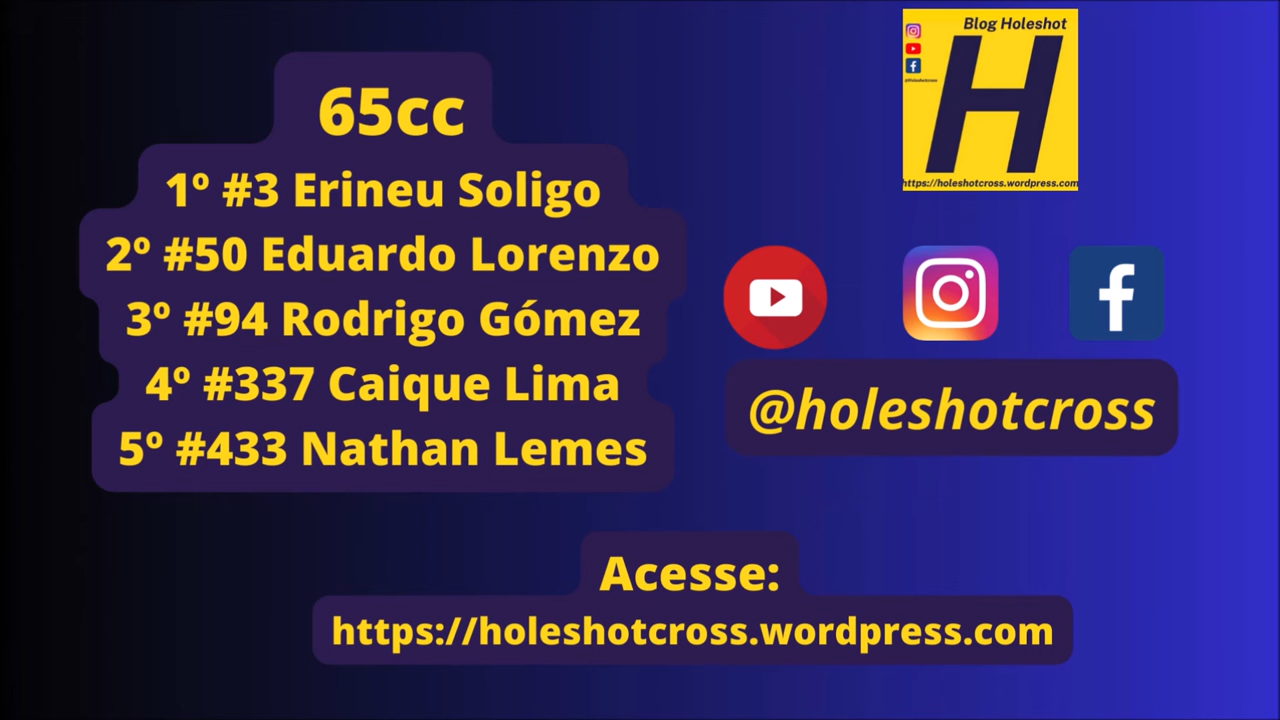 65cc
1º #3 Erineu Soligo
2º #50 Eduardo Lorenzo
3º #94 Rodrigo Gómez
4º #337 Caique Lima
5º #433 Nathan Lemes
Blog Holeshot
H
@Holeshotcross
https://holeshotcross.wordpress.com
@holeshotcross
Acesse:
https://holeshotcross.wordpress.com